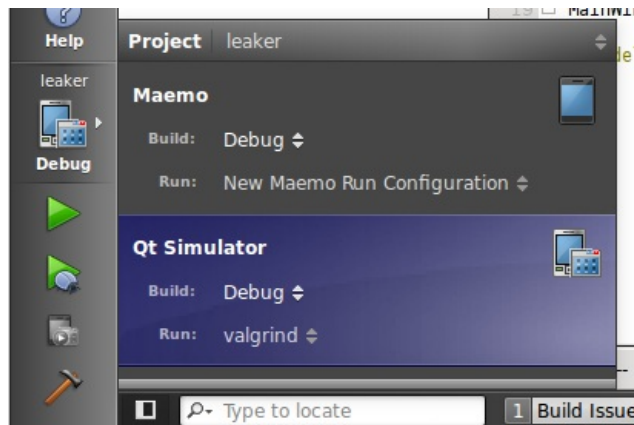 Help
leaker
Debug
Project leaker
Maemo
Build: Debug
Run: New Maemo Run Configuration
Qt Simulator
Build: Debug
Run: valgrind
Type to locate
1 Build Issue
19